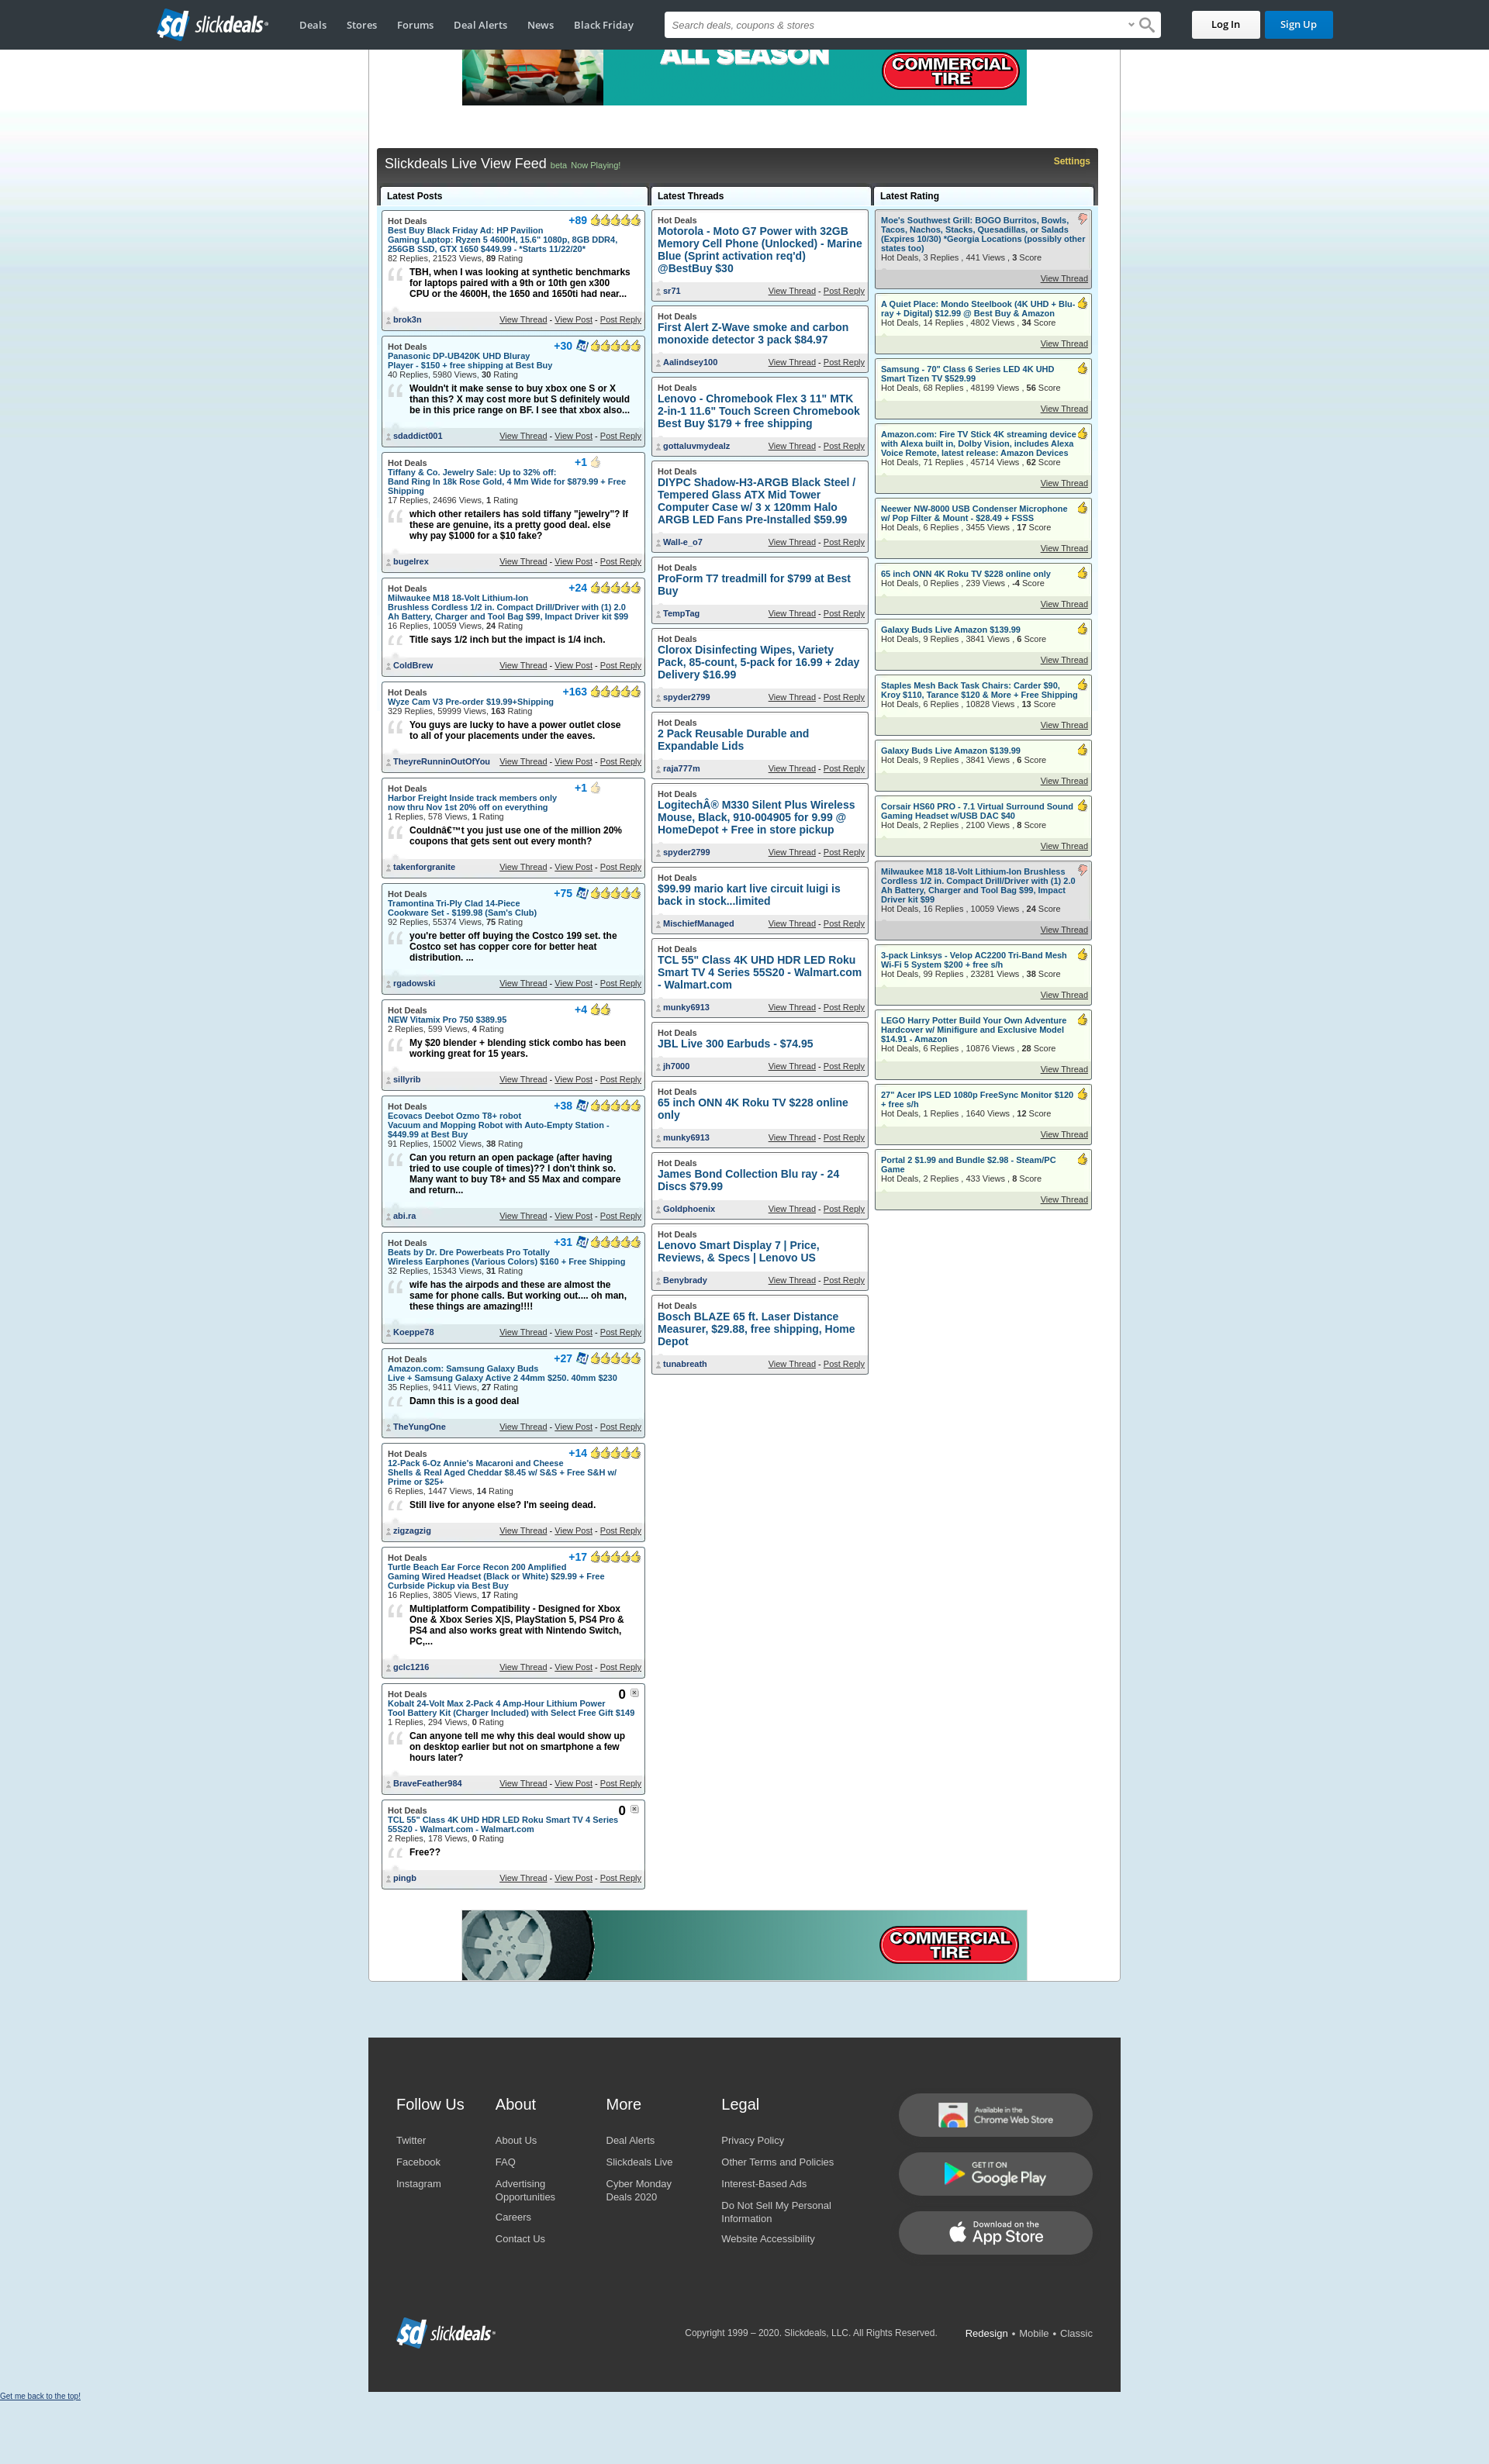 slickdeals
Deals
Stores
Forums
Deal Alerts
News
Black Friday
Search deals, coupons & stores
Log In
Sign Up
ALL SEASON
COMMERCIAL TIRE
Slickdeals Live View Feed beta Now Playing!
Settings
Latest Posts
Hot Deals
+89
Best Buy Black Friday Ad: HP Pavilion
Gaming Laptop: Ryzen 5 4600H, 15.6" 1080p, 8GB DDR4,
256GB SSD, GTX 1650 $449.99 - *Starts 11/22/20*
82 Replies, 21523 Views, 89 Rating
TBH, when I was looking at synthetic benchmarks
for laptops paired with a 9th or 10th gen x300
CPU or the 4600H, the 1650 and 1650ti had near...
brok3n
View Thread - View Post - Post Reply
Hot Deals
+30
Panasonic DP-UB420K UHD Bluray
Player - $150 + free shipping at Best Buy
40 Replies, 5980 Views, 30 Rating
Wouldn't it make sense to buy xbox one S or X
than this? X may cost more but S definitely would
be in this price range on BF. I see that xbox also...
sdaddict001
View Thread - View Post - Post Reply
Hot Deals
+1
Tiffany & Co. Jewelry Sale: Up to 32% off:
Band Ring In 18k Rose Gold, 4 Mm Wide for $879.99 + Free
Shipping
17 Replies, 24696 Views, 1 Rating
which other retailers has sold tiffany "jewelry"? If
these are genuine, its a pretty good deal. else
why pay $1000 for a $10 fake?
bugelrex
View Thread - View Post - Post Reply
Hot Deals
+24
Milwaukee M18 18-Volt Lithium-Ion
Brushless Cordless 1/2 in. Compact Drill/Driver with (1) 2.0
Ah Battery, Charger and Tool Bag $99, Impact Driver kit $99
16 Replies, 10059 Views, 24 Rating
Title says 1/2 inch but the impact is 1/4 inch.
ColdBrew
View Thread - View Post - Post Reply
Hot Deals
+163
Wyze Cam V3 Pre-order $19.99+Shipping
329 Replies, 59999 Views, 163 Rating
You guys are lucky to have a power outlet close
to all of your placements under the eaves.
TheyreRunninOutOfYou
View Thread - View Post - Post Reply
Hot Deals
+1
Harbor Freight Inside track members only
now thru Nov 1st 20% off on everything
1 Replies, 578 Views, 1 Rating
Couldnâ€™t you just use one of the million 20%
coupons that gets sent out every month?
takenforgranite
View Thread - View Post - Post Reply
Hot Deals
+75
Tramontina Tri-Ply Clad 14-Piece
Cookware Set - $199.98 (Sam's Club)
92 Replies, 55374 Views, 75 Rating
you're better off buying the Costco 199 set. the
Costco set has copper core for better heat
distribution. ...
rgadowski
View Thread - View Post - Post Reply
Hot Deals
+4
NEW Vitamix Pro 750 $389.95
2 Replies, 599 Views, 4 Rating
My $20 blender + blending stick combo has been
working great for 15 years.
sillyrib
View Thread - View Post - Post Reply
Hot Deals
+38
Ecovacs Deebot Ozmo T8+ robot
Vacuum and Mopping Robot with Auto-Empty Station -
$449.99 at Best Buy
91 Replies, 15002 Views, 38 Rating
Can you return an open package (after having
tried to use couple of times)?? I don't think so.
Many want to buy T8+ and S5 Max and compare
and return...
abi.ra
View Thread - View Post - Post Reply
Hot Deals
+31
Beats by Dr. Dre Powerbeats Pro Totally
Wireless Earphones (Various Colors) $160 + Free Shipping
32 Replies, 15343 Views, 31 Rating
wife has the airpods and these are almost the
same for phone calls. But working out.... oh man,
these things are amazing!!!!
Koeppe78
View Thread - View Post - Post Reply
Hot Deals
+27
Amazon.com: Samsung Galaxy Buds
Live + Samsung Galaxy Active 2 44mm $250. 40mm $230
35 Replies, 9411 Views, 27 Rating
Damn this is a good deal
TheYungOne
View Thread - View Post - Post Reply
Hot Deals
+14
12-Pack 6-Oz Annie's Macaroni and Cheese
Shells & Real Aged Cheddar $8.45 w/ S&S + Free S&H w/
Prime or $25+
6 Replies, 1447 Views, 14 Rating
Still live for anyone else? I'm seeing dead.
zigzagzig
View Thread - View Post - Post Reply
Hot Deals
+17
Turtle Beach Ear Force Recon 200 Amplified
Gaming Wired Headset (Black or White) $29.99 + Free
Curbside Pickup via Best Buy
16 Replies, 3805 Views, 17 Rating
Multiplatform Compatibility - Designed for Xbox
One & Xbox Series X|S, PlayStation 5, PS4 Pro &
PS4 and also works great with Nintendo Switch,
PC,...
gclc1216
View Thread - View Post - Post Reply
Hot Deals
0
Kobalt 24-Volt Max 2-Pack 4 Amp-Hour Lithium Power
Tool Battery Kit (Charger Included) with Select Free Gift $149
1 Replies, 294 Views, 0 Rating
Can anyone tell me why this deal would show up
on desktop earlier but not on smartphone a few
hours later?
BraveFeather984
View Thread - View Post - Post Reply
Hot Deals
0
TCL 55" Class 4K UHD HDR LED Roku Smart TV 4 Series
55S20 - Walmart.com - Walmart.com
2 Replies, 178 Views, 0 Rating
Free??
pingb
View Thread - View Post - Post Reply
Latest Threads
Hot Deals
Motorola - Moto G7 Power with 32GB
Memory Cell Phone (Unlocked) - Marine
Blue (Sprint activation req'd)
@BestBuy $30
sr71
View Thread - Post Reply
Hot Deals
First Alert Z-Wave smoke and carbon
monoxide detector 3 pack $84.97
Aalindsey100
View Thread - Post Reply
Hot Deals
Lenovo - Chromebook Flex 3 11" MTK
2-in-1 11.6" Touch Screen Chromebook
Best Buy $179 + free shipping
gottaluvmydealz
View Thread - Post Reply
Hot Deals
DIYPC Shadow-H3-ARGB Black Steel /
Tempered Glass ATX Mid Tower
Computer Case w/ 3 x 120mm Halo
ARGB LED Fans Pre-Installed $59.99
Wall-e_o7
View Thread - Post Reply
Hot Deals
ProForm T7 treadmill for $799 at Best
Buy
TempTag
View Thread - Post Reply
Hot Deals
Clorox Disinfecting Wipes, Variety
Pack, 85-count, 5-pack for 16.99 + 2day
Delivery $16.99
spyder2799
View Thread - Post Reply
Hot Deals
2 Pack Reusable Durable and
Expandable Lids
raja777m
View Thread - Post Reply
Hot Deals
LogitechÂ® M330 Silent Plus Wireless
Mouse, Black, 910-004905 for 9.99 @
HomeDepot + Free in store pickup
spyder2799
View Thread - Post Reply
Hot Deals
$99.99 mario kart live circuit luigi is
back in stock...limited
MischiefManaged
View Thread - Post Reply
Hot Deals
TCL 55" Class 4K UHD HDR LED Roku
Smart TV 4 Series 55S20 - Walmart.com
- Walmart.com
munky6913
View Thread - Post Reply
Hot Deals
JBL Live 300 Earbuds - $74.95
jh7000
View Thread - Post Reply
Hot Deals
65 inch ONN 4K Roku TV $228 online
only
munky6913
View Thread - Post Reply
Hot Deals
James Bond Collection Blu ray - 24
Discs $79.99
Goldphoenix
View Thread - Post Reply
Hot Deals
Lenovo Smart Display 7 | Price,
Reviews, & Specs | Lenovo US
Benybrady
View Thread - Post Reply
Hot Deals
Bosch BLAZE 65 ft. Laser Distance
Measurer, $29.88, free shipping, Home
Depot
tunabreath
View Thread - Post Reply
Latest Rating
Moe's Southwest Grill: BOGO Burritos, Bowls,
Tacos, Nachos, Stacks, Quesadillas, or Salads
(Expires 10/30) *Georgia Locations (possibly other
states too)
Hot Deals, 3 Replies , 441 Views , 3 Score
View Thread
A Quiet Place: Mondo Steelbook (4K UHD + Blu-
ray + Digital) $12.99 @ Best Buy & Amazon
Hot Deals, 14 Replies , 4802 Views , 34 Score
View Thread
Samsung - 70" Class 6 Series LED 4K UHD
Smart Tizen TV $529.99
Hot Deals, 68 Replies , 48199 Views , 56 Score
View Thread
Amazon.com: Fire TV Stick 4K streaming device
with Alexa built in, Dolby Vision, includes Alexa
Voice Remote, latest release: Amazon Devices
Hot Deals, 71 Replies , 45714 Views , 62 Score
View Thread
Neewer NW-8000 USB Condenser Microphone
w/ Pop Filter & Mount - $28.49 + FSSS
Hot Deals, 6 Replies , 3455 Views , 17 Score
View Thread
65 inch ONN 4K Roku TV $228 online only
Hot Deals, 0 Replies , 239 Views , -4 Score
View Thread
Galaxy Buds Live Amazon $139.99
Hot Deals, 9 Replies , 3841 Views , 6 Score
View Thread
Staples Mesh Back Task Chairs: Carder $90,
Kroy $110, Tarance $120 & More + Free Shipping
Hot Deals, 6 Replies , 10828 Views , 13 Score
View Thread
Galaxy Buds Live Amazon $139.99
Hot Deals, 9 Replies , 3841 Views , 6 Score
View Thread
Corsair HS60 PRO - 7.1 Virtual Surround Sound
Gaming Headset w/USB DAC $40
Hot Deals, 2 Replies , 2100 Views , 8 Score
View Thread
Milwaukee M18 18-Volt Lithium-Ion Brushless
Cordless 1/2 in. Compact Drill/Driver with (1) 2.0
Ah Battery, Charger and Tool Bag $99, Impact
Driver kit $99
Hot Deals, 16 Replies , 10059 Views , 24 Score
View Thread
3-pack Linksys - Velop AC2200 Tri-Band Mesh
Wi-Fi 5 System $200 + free s/h
Hot Deals, 99 Replies , 23281 Views , 38 Score
View Thread
LEGO Harry Potter Build Your Own Adventure
Hardcover w/ Minifigure and Exclusive Model
$14.91 - Amazon
Hot Deals, 6 Replies , 10876 Views , 28 Score
View Thread
27" Acer IPS LED 1080p FreeSync Monitor $120
+ free s/h
Hot Deals, 1 Replies , 1640 Views , 12 Score
View Thread
Portal 2 $1.99 and Bundle $2.98 - Steam/PC
Game
Hot Deals, 2 Replies , 433 Views , 8 Score
View Thread
COMMERCIAL TIRE
Follow Us
Twitter
Facebook
Instagram
About
About Us
FAQ
Advertising
Opportunities
Careers
Contact Us
More
Deal Alerts
Slickdeals Live
Cyber Monday
Deals 2020
Legal
Privacy Policy
Other Terms and Policies
Interest-Based Ads
Do Not Sell My Personal
Information
Website Accessibility
Available in the
Chrome Web Store
GET IT ON
Google Play
Download on the
App Store
slickdeals
Copyright 1999 – 2020. Slickdeals, LLC. All Rights Reserved.
Redesign • Mobile • Classic
Get me back to the top!